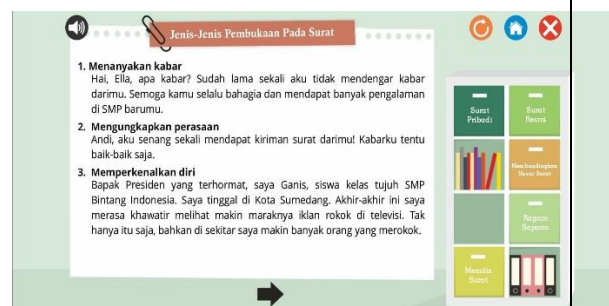 Jenis-Jenis Pembukaan Pada Surat
1. Menanyakan kabar
Hai, Ella, apa kabar? Sudah lama sekali aku tidak mendengar kabar
darimu. Semoga kamu selalu bahagia dan mendapat banyak pengalaman
di SMP barumu.
2. Mengungkapkan perasaan
Andi, aku senang sekali mendapat kiriman surat darimu! Kabarku tentu
baik-baik saja.
3. Memperkenalkan diri
Bapak Presiden yang terhormat, saya Ganis, siswa kelas tujuh SMP
Bintang Indonesia. Saya tinggal di Kota Sumedang. Akhir-akhir ini saya
merasa khawatir melihat makin maraknya iklan rokok di televisi. Tak
hanya itu saja, bahkan di sekitar saya makin banyak orang yang merokok.
Surat
Pribadi
Surat
Resmi
Membandingkan
Unsur Surat
Ragam
Sapaan
Menulis
Surat